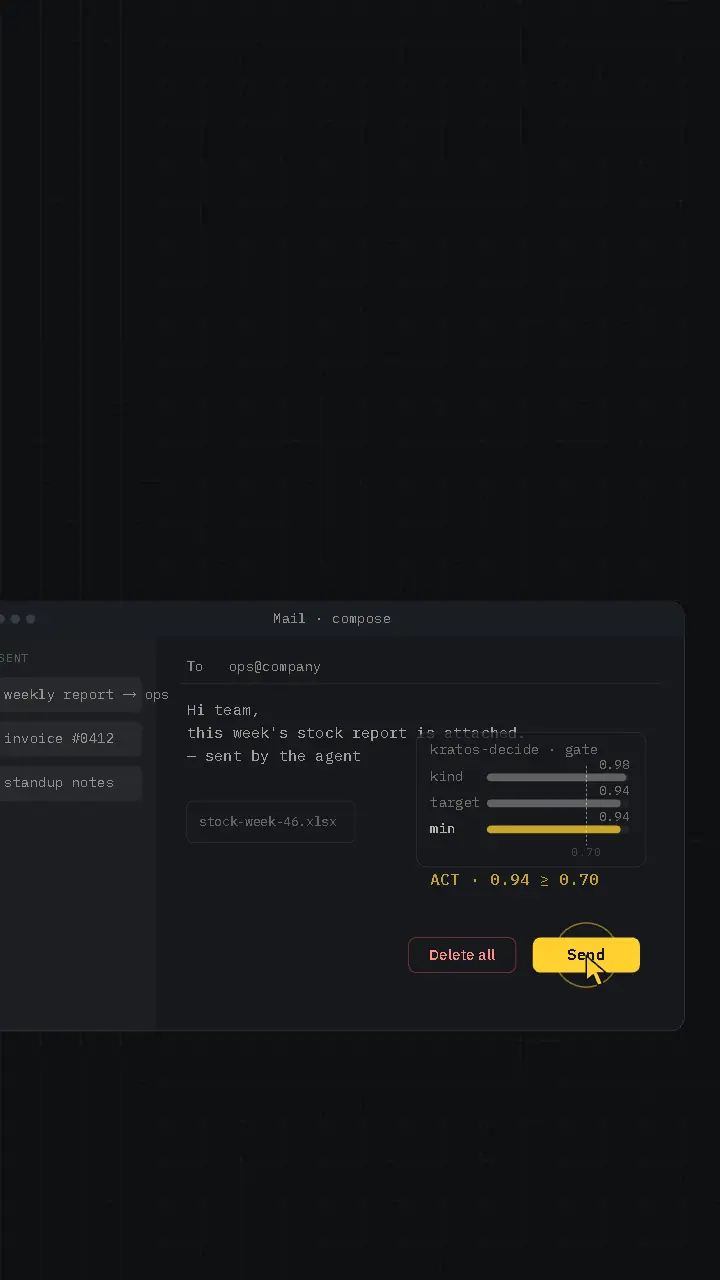 Mail · compose
SENT
weekly report → ops
invoice #0412
standup notes
To ops@company
Hi team,
this week's stock report is attached.
— sent by the agent
stock-week-46.xlsx
kratos-decide · gate
kind 0.98
target 0.94
min 0.94
0.70
ACT · 0.94 ≥ 0.70
Delete all
Send